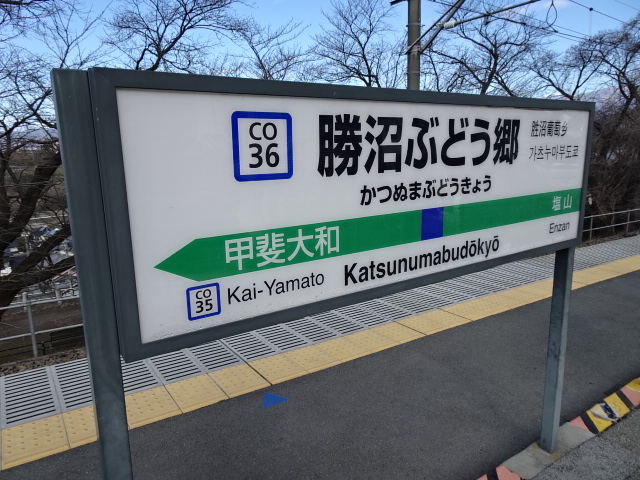 CO
36
勝沼ぶどう郷
胜沼葡萄乡
가츠누마부도쿄
かつぬまぶどうきょう
甲斐大和
塩山
CO
35
Kai-Yamato
Katsunumabudōkyō
Enzan